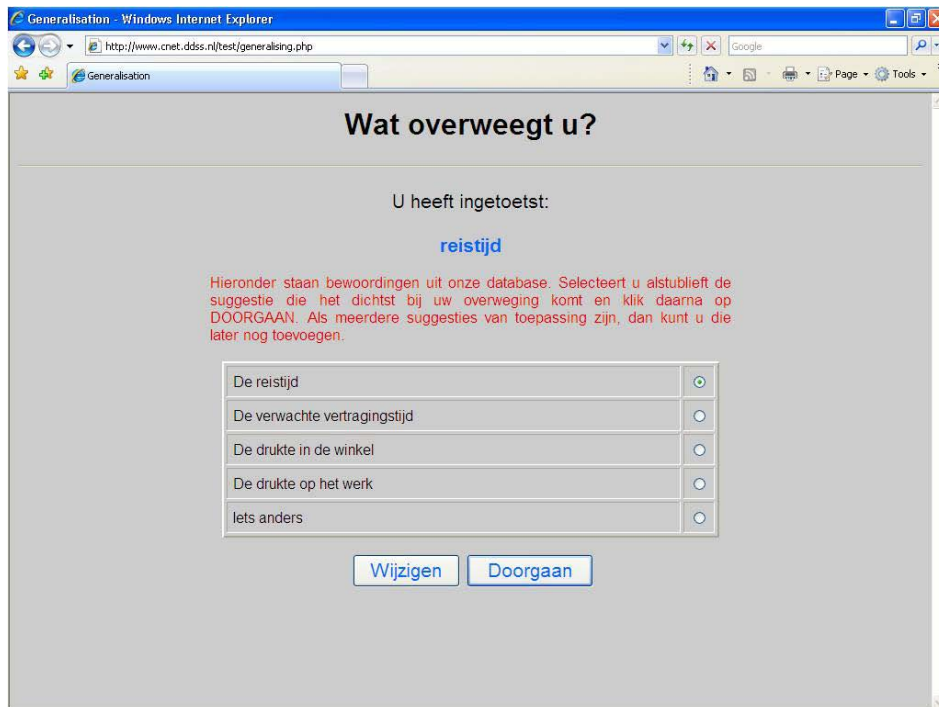 Generalisation - Windows Internet Explorer
http://www.cnet.ddss.nl/test/generalising.php
Google
Generalisation
Page
Tools
Wat overweegt u?
U heeft ingetoetst:
reistijd
Hieronder staan bewoordingen uit onze database. Selecteert u alstublieft de
suggestie die het dichtst bij uw overweging komt en klik daarna op
DOORGAAN. Als meerdere suggesties van toepassing zijn, dan kunt u die
later nog toevoegen.
De reistijd
De verwachte vertragingstijd
De drukte in de winkel
De drukte op het werk
Iets anders
Wijzigen Doorgaan